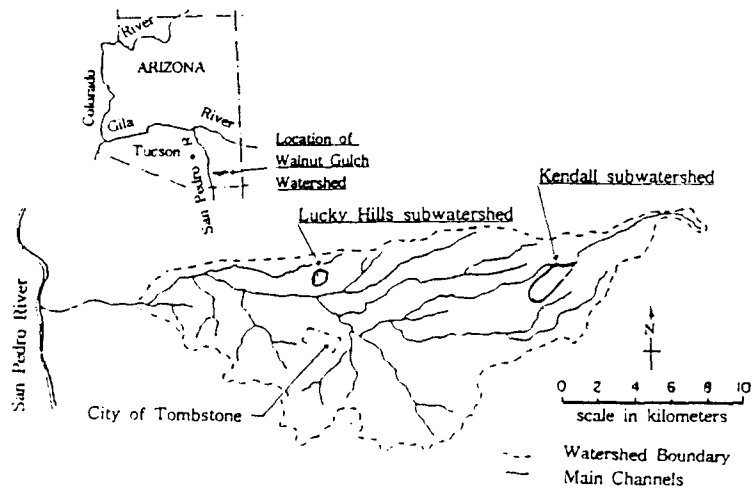 River
ARIZONA
Colorado
Gila
River
Tucson
San Pedro R
Location of
Walnut Gulch
Watershed
Kendall subwatershed
Lucky Hills subwatershed
San Pedro River
City of Tombstone
N
0 2 4 6 8 10
scale in kilometers
Watershed Boundary
Main Channels